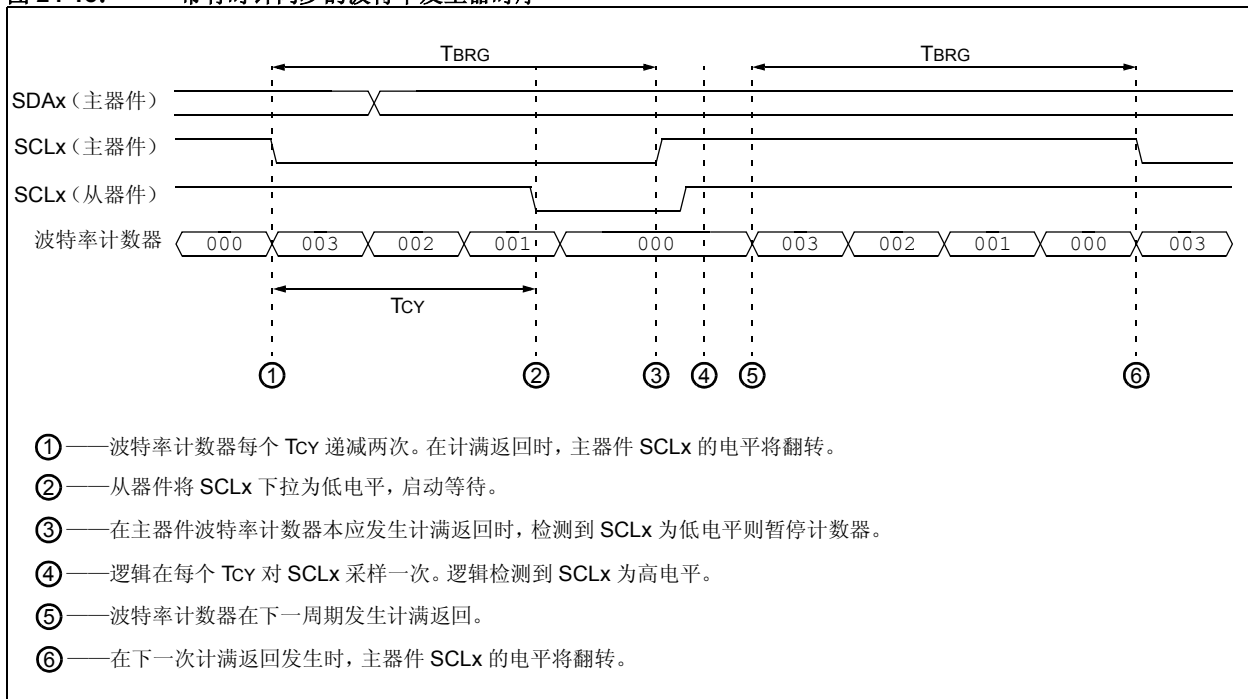 TBRG TBRG
SDAx（主器件）
SCLx（主器件）
SCLx（从器件）
波特率计数器 000 003 002 001 000 003 002 001 000 003
TCY
① ② ③ ④ ⑤ ⑥
①——波特率计数器每个 TCY 递减两次。在计满返回时，主器件 SCLx 的电平将翻转。
②——从器件将 SCLx 下拉为低电平，启动等待。
③——在主器件波特率计数器本应发生计满返回时，检测到 SCLx 为低电平则暂停计数器。
④——逻辑在每个 TCY 对 SCLx 采样一次。逻辑检测到 SCLx 为高电平。
⑤——波特率计数器在下一周期发生计满返回。
⑥——在下一次计满返回发生时，主器件 SCLx 的电平将翻转。